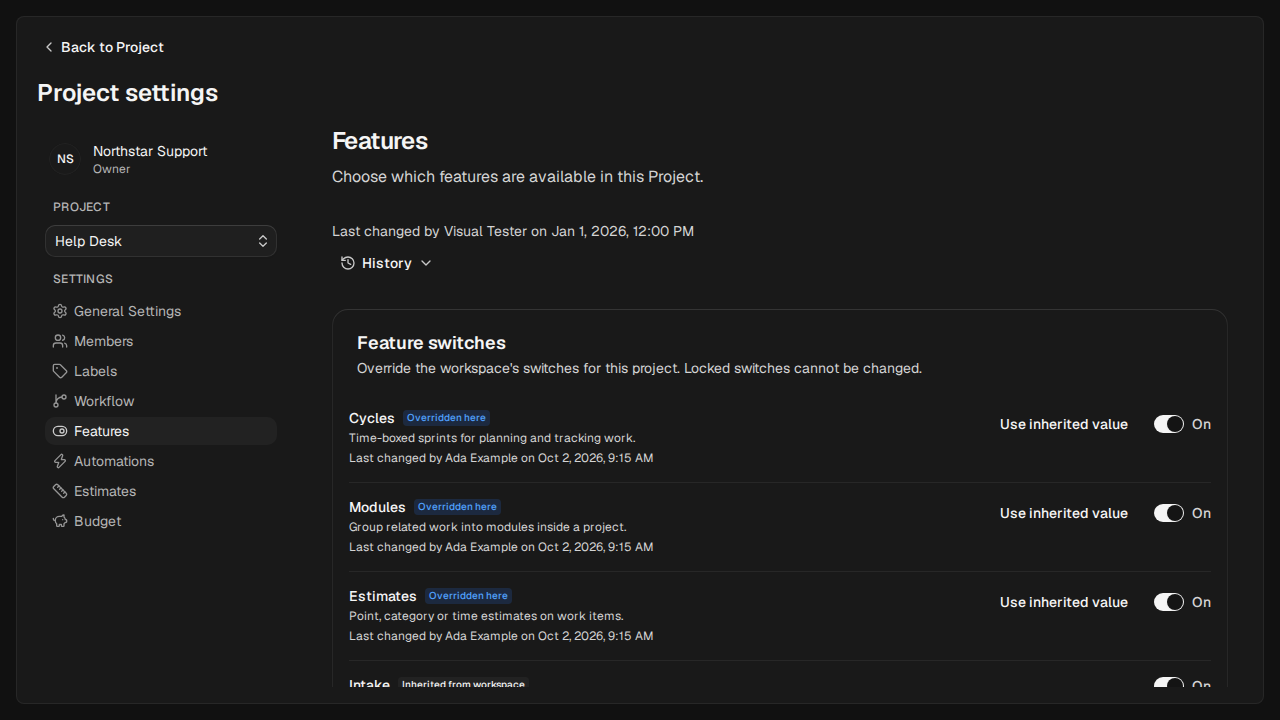 Back to Project
Project settings
NS
Northstar Support
Owner
PROJECT
Help Desk
SETTINGS
General Settings
Members
Labels
Workflow
Features
Automations
Estimates
Budget
Features
Choose which features are available in this Project.
Last changed by Visual Tester on Jan 1, 2026, 12:00 PM
History
Feature switches
Override the workspace's switches for this project. Locked switches cannot be changed.
Cycles Overridden here
Time-boxed sprints for planning and tracking work.
Last changed by Ada Example on Oct 2, 2026, 9:15 AM
Use inherited value On
Modules Overridden here
Group related work into modules inside a project.
Last changed by Ada Example on Oct 2, 2026, 9:15 AM
Use inherited value On
Estimates Overridden here
Point, category or time estimates on work items.
Last changed by Ada Example on Oct 2, 2026, 9:15 AM
Use inherited value On
Intake Inherited from workspace
On